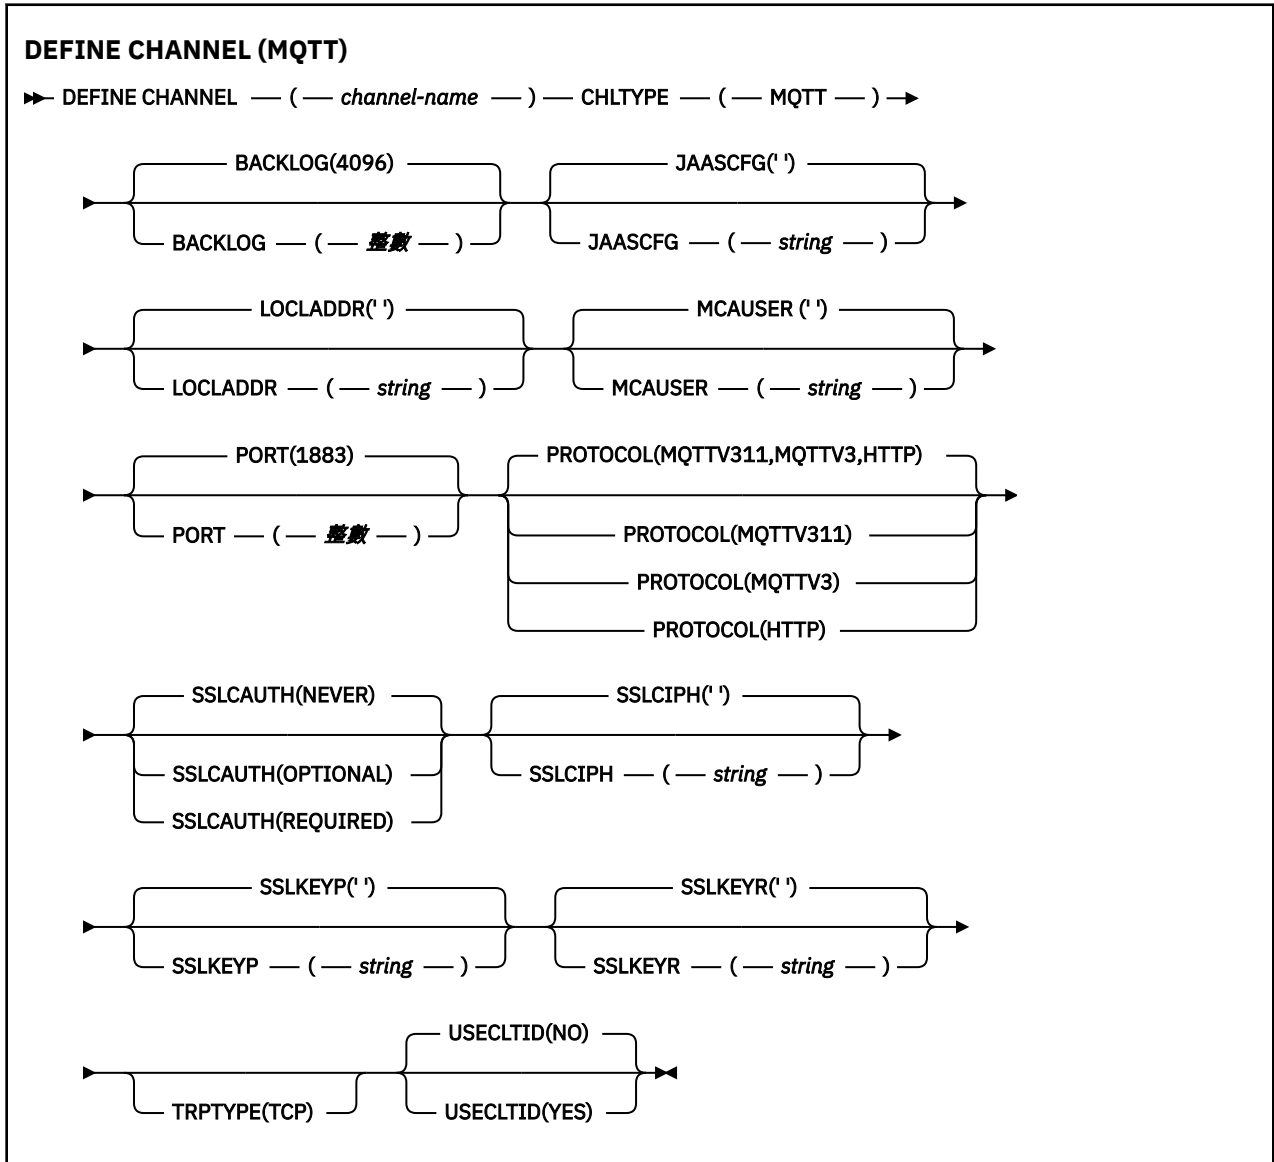 DEFINE CHANNEL (MQTT)
DEFINE CHANNEL ( channel-name ) CHLTYPE ( MQTT )
BACKLOG(4096) JAASCFG(' ')
BACKLOG ( 整數 ) JAASCFG ( string )
LOCLADDR(' ') MCAUSER (' ')
LOCLADDR ( string ) MCAUSER ( string )
PORT(1883) PROTOCOL(MQTTV311,MQTTV3,HTTP)
PORT ( 整數 ) PROTOCOL(MQTTV311)
PROTOCOL(MQTTV3)
PROTOCOL(HTTP)
SSLCAUTH(NEVER) SSLCIPH(' ')
SSLCAUTH(OPTIONAL) SSLCIPH ( string )
SSLCAUTH(REQUIRED)
SSLKEYP(' ') SSLKEYR(' ')
SSLKEYP ( string ) SSLKEYR ( string )
USECLTID(NO)
TRPTYPE(TCP) USECLTID(YES)